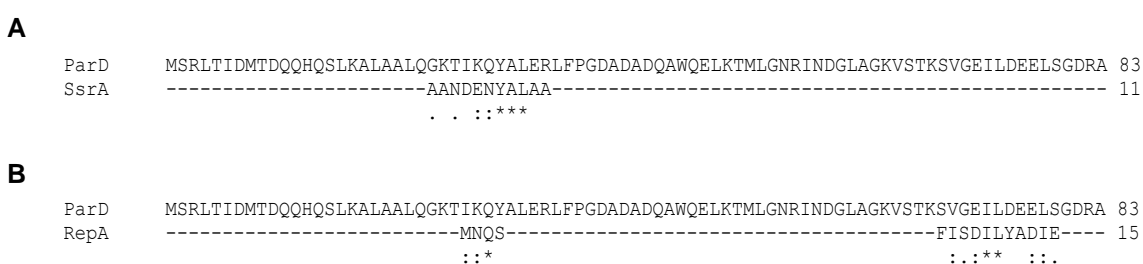 A
ParD MSRLTIDMTDQQHQSLKALAALQGKTIKQYALERLFPGDADADQAWQELKTMLGNRINDGLAGKVSTKSVGEILDEELSGDRA 83
SsrA -----------------------AANDENYALAA------------------------------------------------- 11
. . ::***
B
ParD MSRLTIDMTDQQHQSLKALAALQGKTIKQYALERLFPGDADADQAWQELKTMLGNRINDGLAGKVSTKSVGEILDEELSGDRA 83
RepA --------------------------MNQS--------------------------------------FISDILYADIE---- 15
::* :.:** ::.